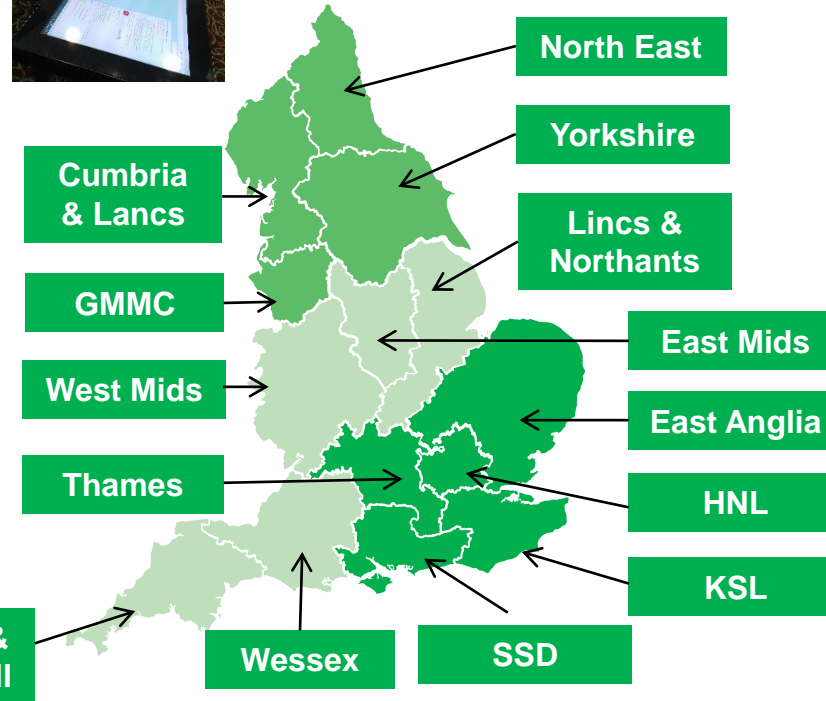 North East
Yorkshire
Cumbria
& Lancs
Lincs &
Northants
GMMC
East Mids
West Mids
East Anglia
Thames
HNL
KSL
&
Wessex
SSD